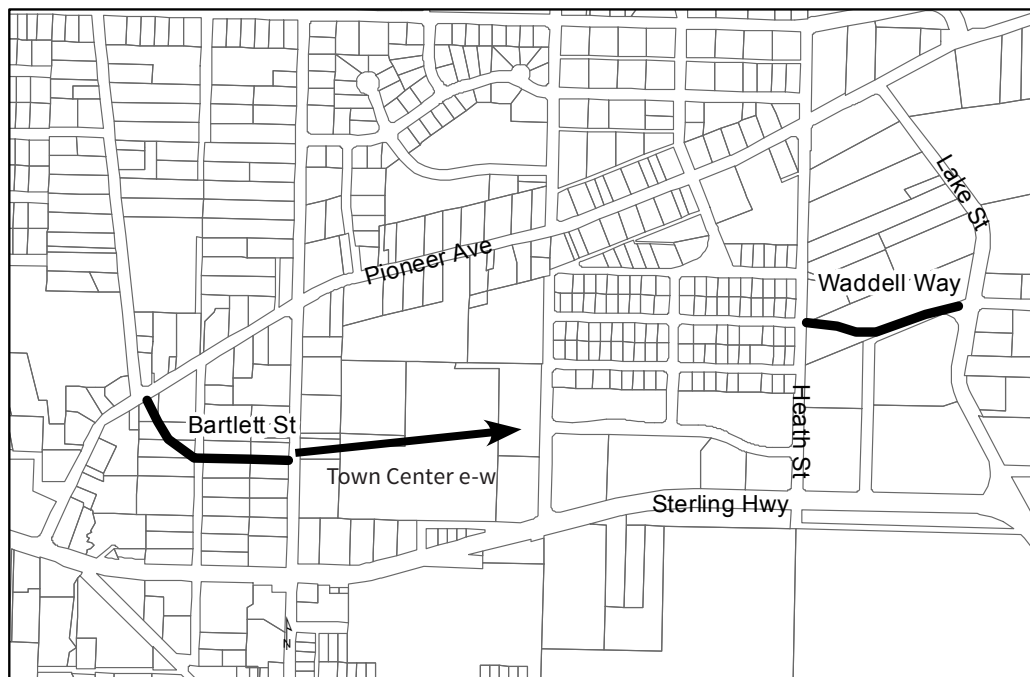 Lake St
Pioneer Ave
Waddell Way
Heath St
Bartlett St
Town Center e-w
Sterling Hwy
N